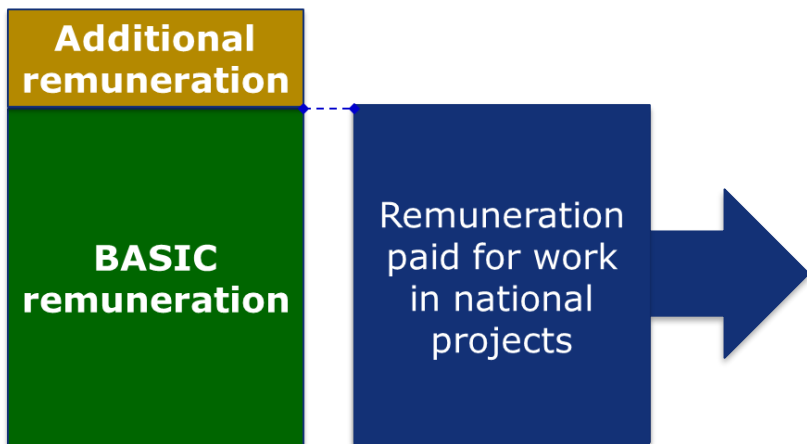 Additional
remuneration
BASIC
remuneration
Remuneration
paid for work
in national
projects